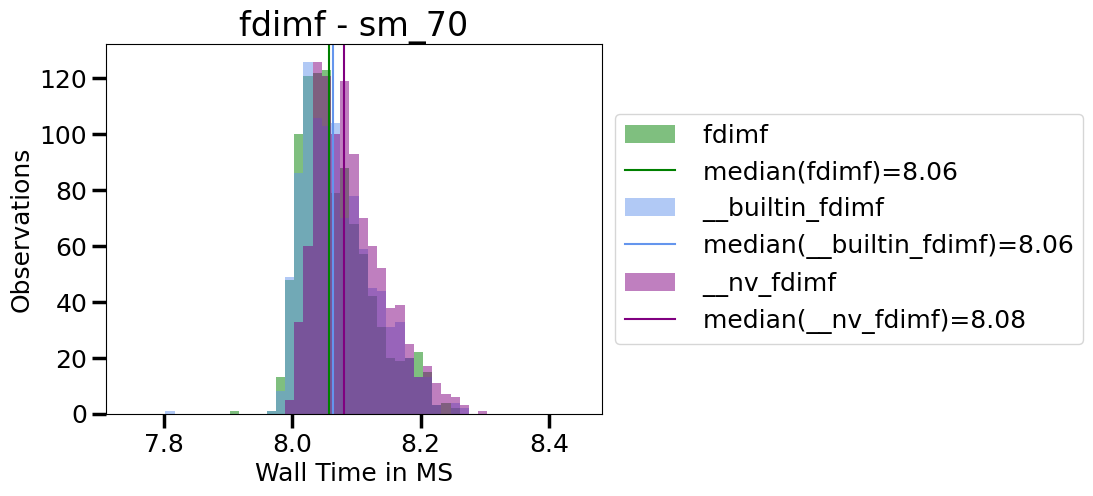 fdimf - sm_70
Observations
120
100
80
60
40
20
0
7.8 8.0 8.2 8.4
Wall Time in MS
fdimf
median(fdimf)=8.06
__builtin_fdimf
median(__builtin_fdimf)=8.06
__nv_fdimf
median(__nv_fdimf)=8.08